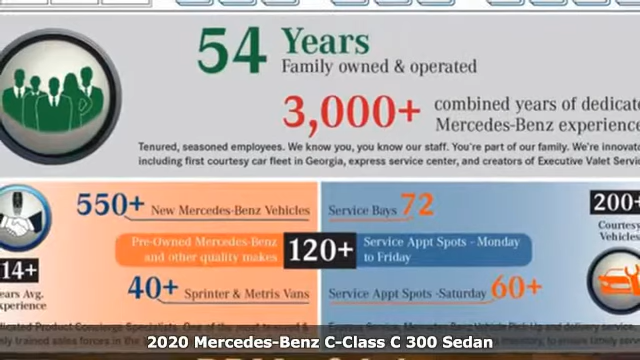 54 Years
Family owned & operated
3,000+ combined years of dedicate
Mercedes-Benz experience
Tenured, seasoned employees. We know you, you know our staff. You're part of our family. We're innovato
including first courtesy car fleet in Georgia, express service center, and creators of Executive Valet Servic
550+ New Mercedes-Benz Vehicles
Pre-Owned Mercedes-Benz
and other quality makes
120+
40+ Sprinter & Metris Vans
14+
ears Avg.
xperience
Service Bays 72
Service Appt Spots - Monday
to Friday
Service Appt Spots -Saturday 60+
200+
Courtesy
Vehicles
2020 Mercedes-Benz C-Class C 300 Sedan